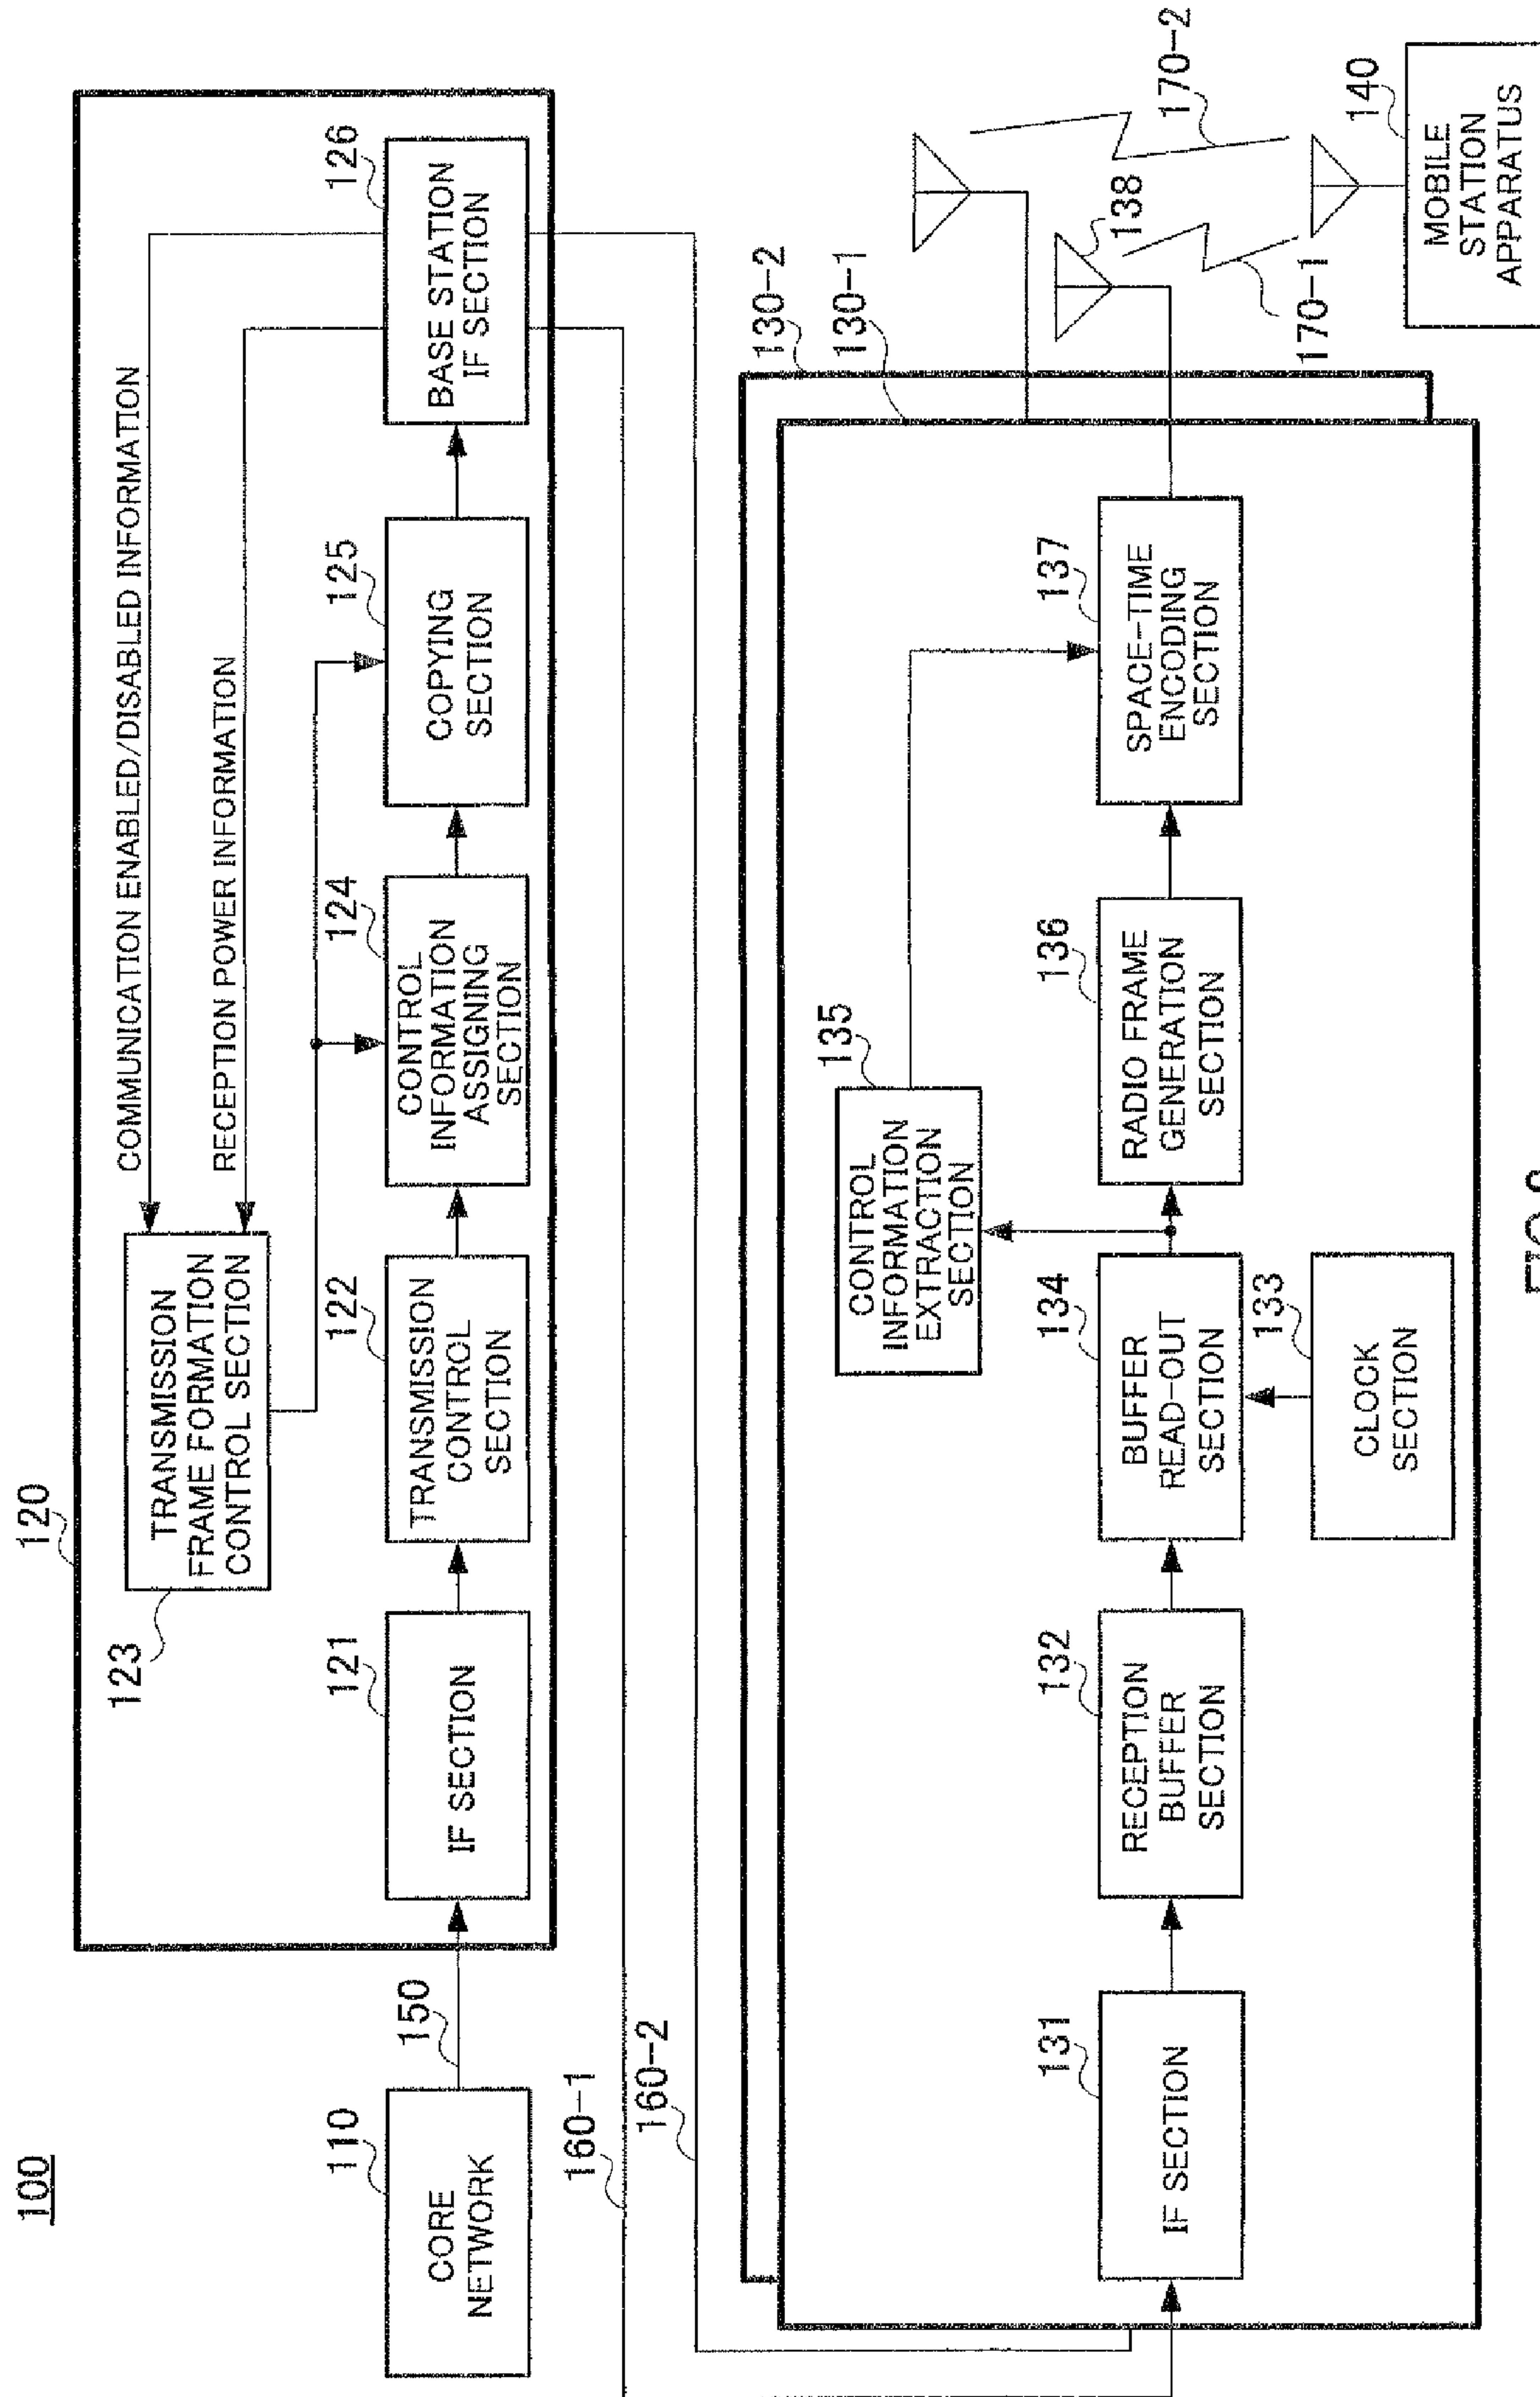 100
120
COMMUNICATION ENABLED/DISABLED INFORMATION
RECEPTION POWER INFORMATION
123
TRANSMISSION
FRAME FORMATION
CONTROL SECTION
110
CORE
NETWORK
150
121
IF SECTION
122
TRANSMISSION
CONTROL
SECTION
124
CONTROL
INFORMATION
ASSIGNING
SECTION
125
COPYING
SECTION
126
BASE STATION
IF SECTION
160-1
160-2
130-2
130-1
131
IF SECTION
132
RECEPTION
BUFFER
SECTION
134
BUFFER
READ-OUT
SECTION
133
CLOCK
SECTION
135
CONTROL
INFORMATION
EXTRACTION
SECTION
136
RADIO FRAME
GENERATION
SECTION
137
SPACE-TIME
ENCODING
SECTION
138
170-2
170-1
140
MOBILE
STATION
APPARATUS